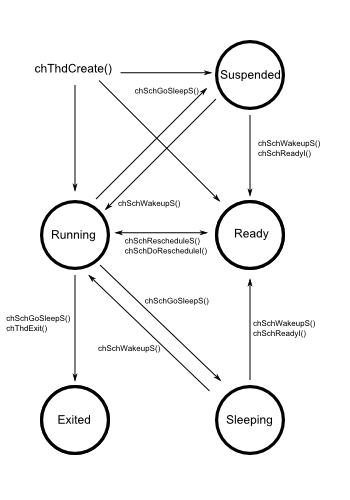 chThdCreate()
Suspended
chSchGoSleepS()
chSchWakeupS()
chSchReadyI()
chSchWakeupS()
Running
Ready
chSchRescheduleS()
chSchDoRescheduleI()
chSchGoSleepS()
chSchGoSleepS()
chThdExit()
chSchWakeupS()
chSchWakeupS()
chSchReadyI()
Exited
Sleeping